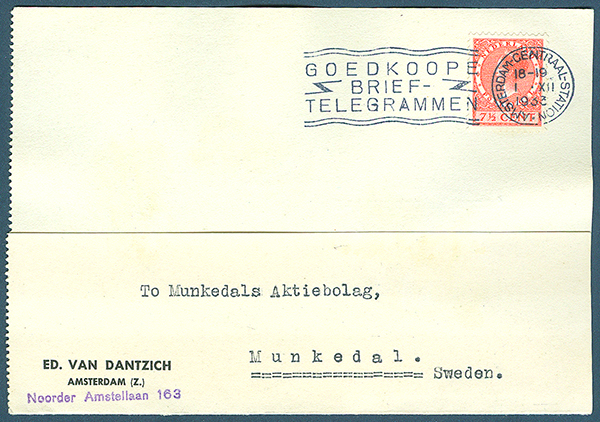 GOEDKOOPE
BRIEF-
TELEGRAMMEN
AMSTERDAM-CENTRAAL-STATION
18-19
1 XII
193
7½ CENT
To Munkedals Aktiebolag,
Munkedal.
Sweden.
ED. VAN DANTZICH
AMSTERDAM (Z.)
Noorder Amstellaan 163